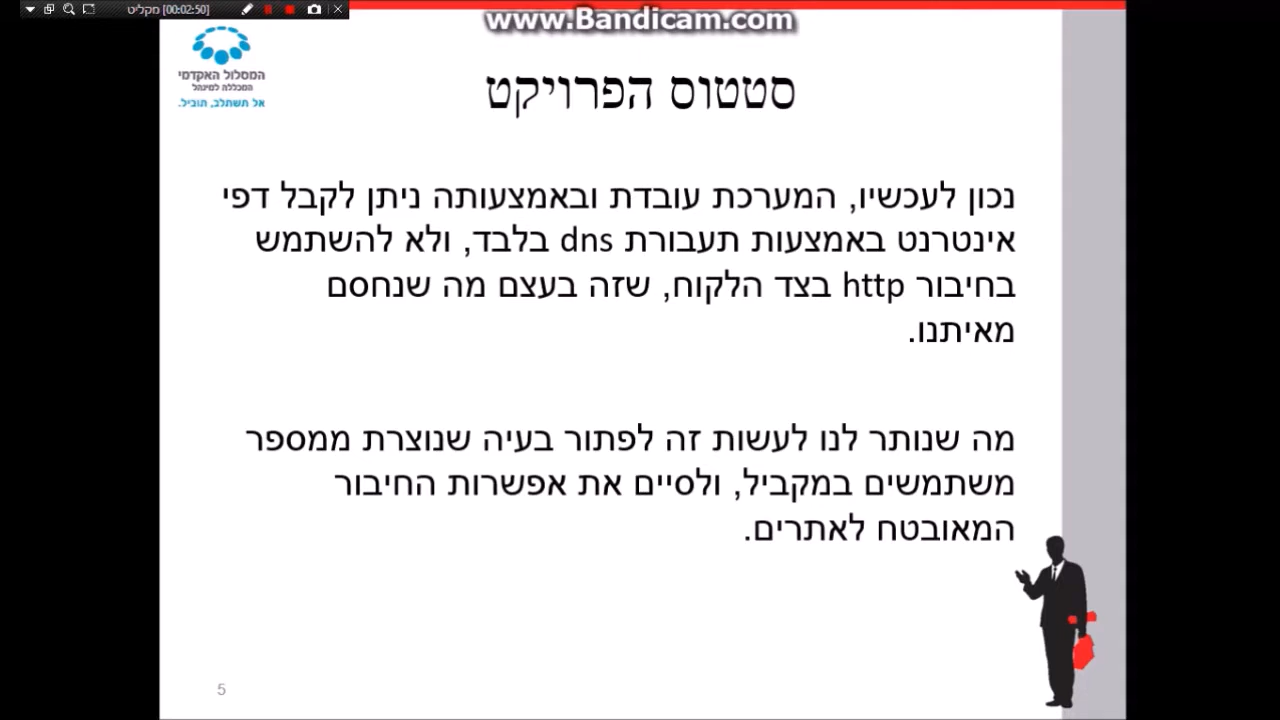 מקליט [00:02:50]
www.Bandicam.com
המסלול האקדמי
המכללה למינהל
אל תשתלב, תוביל.
סטטוס הפרויקט
נכון לעכשיו, המערכת עובדת ובאמצעותה ניתן לקבל דפי
אינטרנט באמצעות תעבורת dns בלבד, ולא להשתמש
בחיבור http בצד הלקוח, שזה בעצם מה שנחסם
מאיתנו.
מה שנותר לנו לעשות זה לפתור בעיה שנוצרת ממספר
משתמשים במקביל, ולסיים את אפשרות החיבור
המאובטח לאתרים.
5